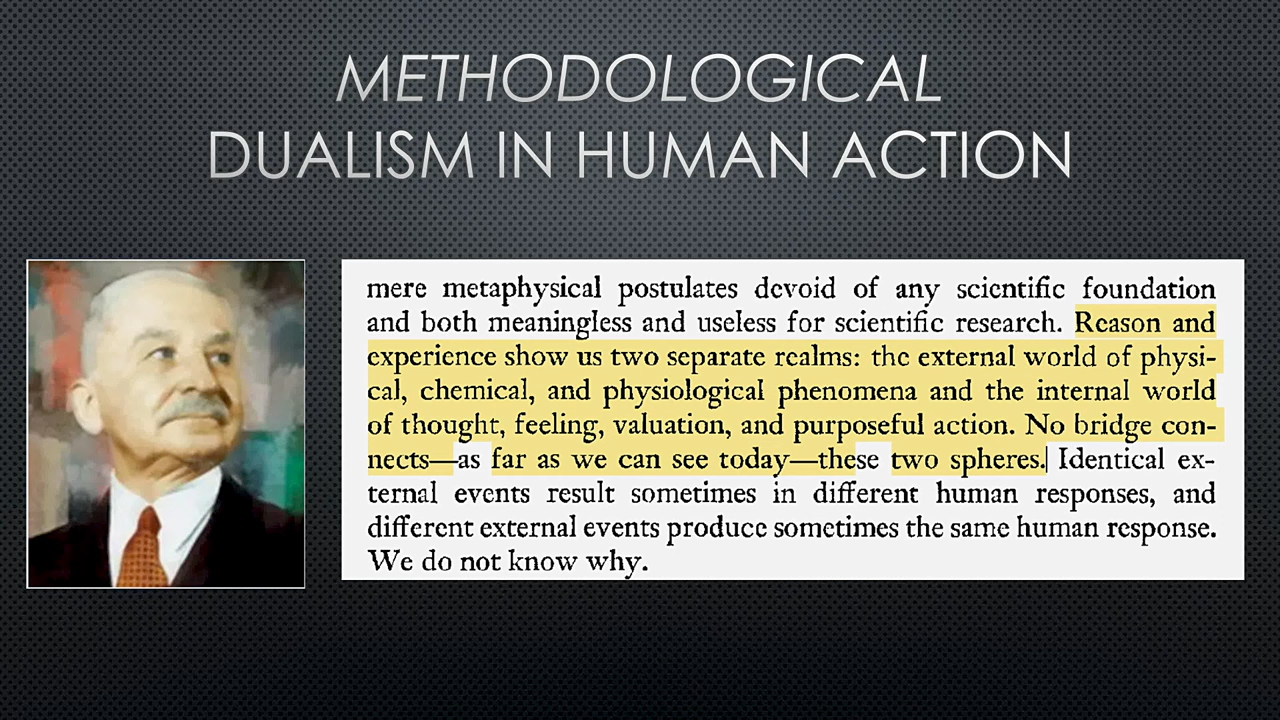 METHODOLOGICAL
DUALISM IN HUMAN ACTION
mere metaphysical postulates devoid of any scientific foundation
and both meaningless and useless for scientific research. Reason and
experience show us two separate realms: the external world of physi-
cal, chemical, and physiological phenomena and the internal world
of thought, feeling, valuation, and purposeful action. No bridge con-
nects—as far as we can see today—these two spheres. Identical ex-
ternal events result sometimes in different human responses, and
different external events produce sometimes the same human response.
We do not know why.